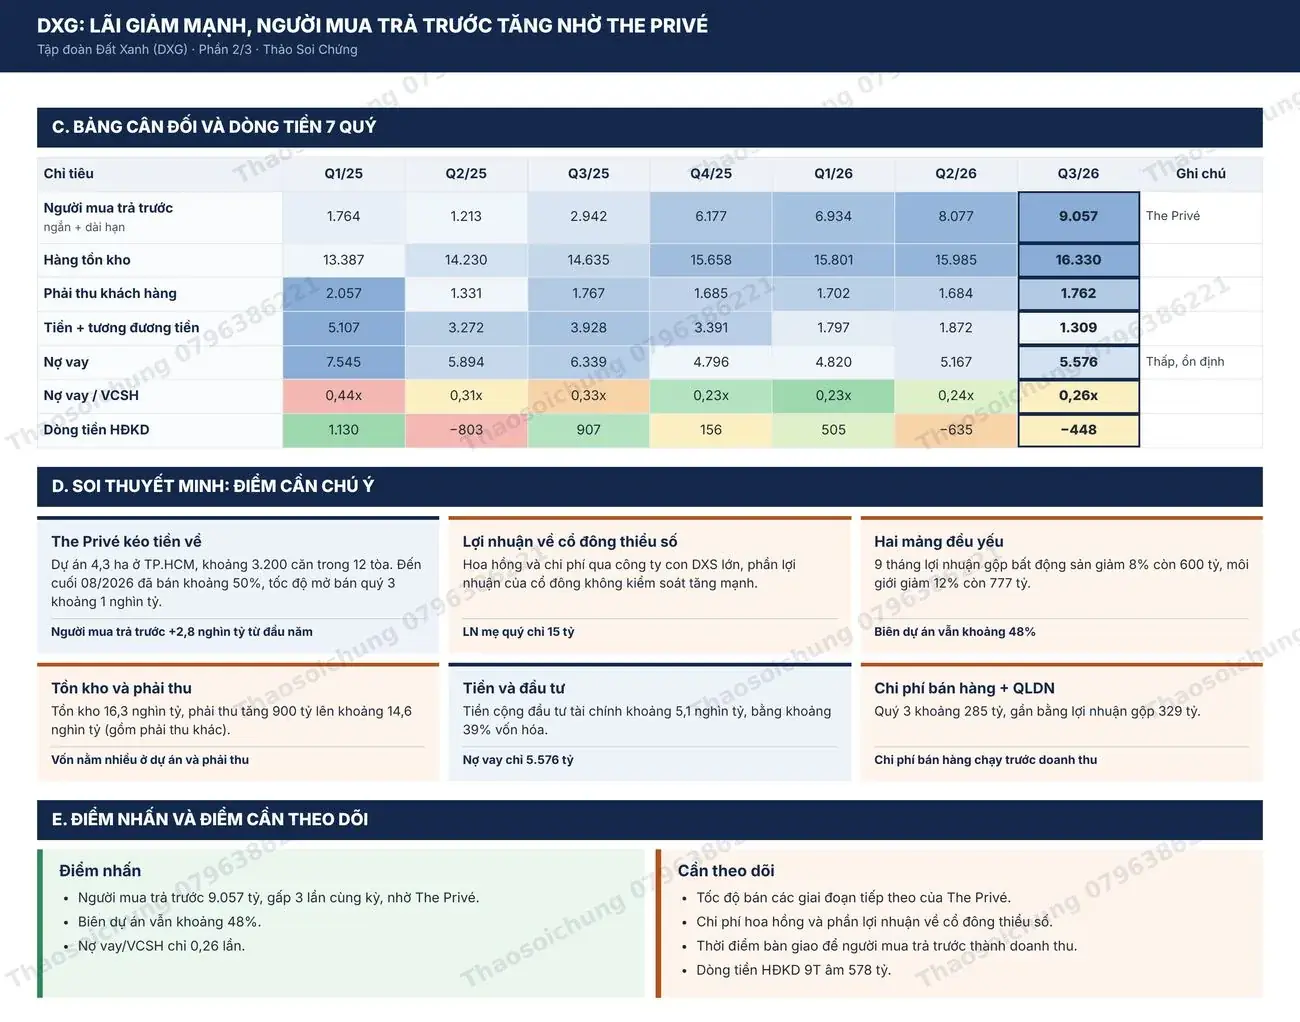 DXG: LÃI GIẢM MẠNH, NGƯỜI MUA TRẢ TRƯỚC TĂNG NHỜ THE PRIVÉ
Tập đoàn Đất Xanh (DXG) · Phần 2/3 · Thảo Soi Chứng
C. BẢNG CÂN ĐỐI VÀ DÒNG TIỀN 7 QUÝ
Chỉ tiêu Q1/25 Q2/25 Q3/25 Q4/25 Q1/26 Q2/26 Q3/26 Ghi chú
Người mua trả trước 1.764 1.213 2.942 6.177 6.934 8.077 9.057 The Privé
ngắn + dài hạn
Hàng tồn kho 13.387 14.230 14.635 15.658 15.801 15.985 16.330
Phải thu khách hàng 2.057 1.331 1.767 1.685 1.702 1.684 1.762
Tiền + tương đương tiền 5.107 3.272 3.928 3.391 1.797 1.872 1.309
Nợ vay 7.545 5.894 6.339 4.796 4.820 5.167 5.576 Thấp, ổn định
Nợ vay / VCSH 0,44x 0,31x 0,33x 0,23x 0,23x 0,24x 0,26x
Dòng tiền HĐKD 1.130 −803 907 156 505 −635 −448
D. SOI THUYẾT MINH: ĐIỂM CẦN CHÚ Ý
The Privé kéo tiền về
Dự án 4,3 ha ở TP.HCM, khoảng 3.200 căn trong 12 tòa. Đến
cuối 08/2026 đã bán khoảng 50%, tốc độ mở bán quý 3
khoảng 1 nghìn tỷ.
Người mua trả trước +2,8 nghìn tỷ từ đầu năm
Lợi nhuận về cổ đông thiểu số
Hoa hồng và chi phí qua công ty con DXS lớn, phần lợi
nhuận của cổ đông không kiểm soát tăng mạnh.
LN mẹ quý chỉ 15 tỷ
Hai mảng đều yếu
9 tháng lợi nhuận gộp bất động sản giảm 8% còn 600 tỷ, môi
giới giảm 12% còn 777 tỷ.
Biên dự án vẫn khoảng 48%
Tồn kho và phải thu
Tồn kho 16,3 nghìn tỷ, phải thu tăng 900 tỷ lên khoảng 14,6
nghìn tỷ (gồm phải thu khác).
Vốn nằm nhiều ở dự án và phải thu
Tiền và đầu tư
Tiền cộng đầu tư tài chính khoảng 5,1 nghìn tỷ, bằng khoảng
39% vốn hóa.
Nợ vay chỉ 5.576 tỷ
Chi phí bán hàng + QLDN
Quý 3 khoảng 285 tỷ, gần bằng lợi nhuận gộp 329 tỷ.
Chi phí bán hàng chạy trước doanh thu
E. ĐIỂM NHẤN VÀ ĐIỂM CẦN THEO DÕI
Điểm nhấn
• Người mua trả trước 9.057 tỷ, gấp 3 lần cùng kỳ, nhờ The Privé.
• Biên dự án vẫn khoảng 48%.
• Nợ vay/VCSH chỉ 0,26 lần.
Cần theo dõi
• Tốc độ bán các giai đoạn tiếp theo của The Privé.
• Chi phí hoa hồng và phần lợi nhuận về cổ đông thiểu số.
• Thời điểm bàn giao để người mua trả trước thành doanh thu.
• Dòng tiền HĐKD 9T âm 578 tỷ.
Thaosoichung 0796386221